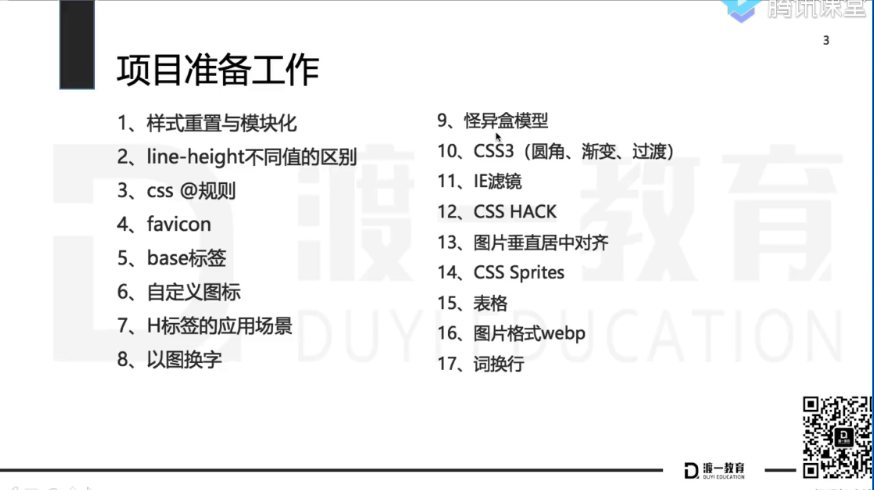 腾讯课堂
3
项目准备工作
1、样式重置与模块化
2、line-height不同值的区别
3、css @规则
4、favicon
5、base标签
6、自定义图标
7、H标签的应用场景
8、以图换字
9、怪异盒模型
10、CSS3（圆角、渐变、过渡）
11、IE滤镜
12、CSS HACK
13、图片垂直居中对齐
14、CSS Sprites
15、表格
16、图片格式webp
17、词换行
渡一教育
DUYI EDUCATION
渡一教育
DUYI EDUCATION